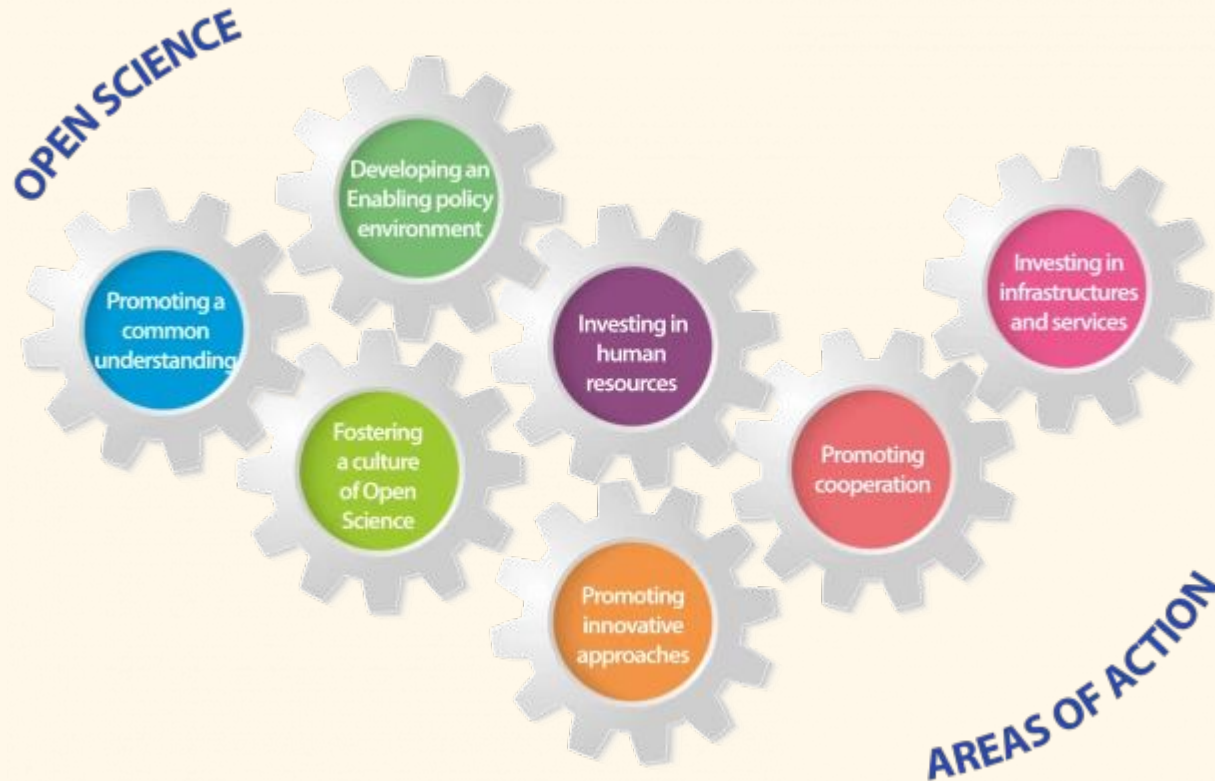 OPEN SCIENCE
Developing an
Enabling policy
environment
Promoting a
common
understanding
Investing in
human
resources
Investing in
infrastructures
and services
Fostering
a culture
of Open
Science
Promoting
cooperation
Promoting
innovative
approaches
AREAS OF ACTION